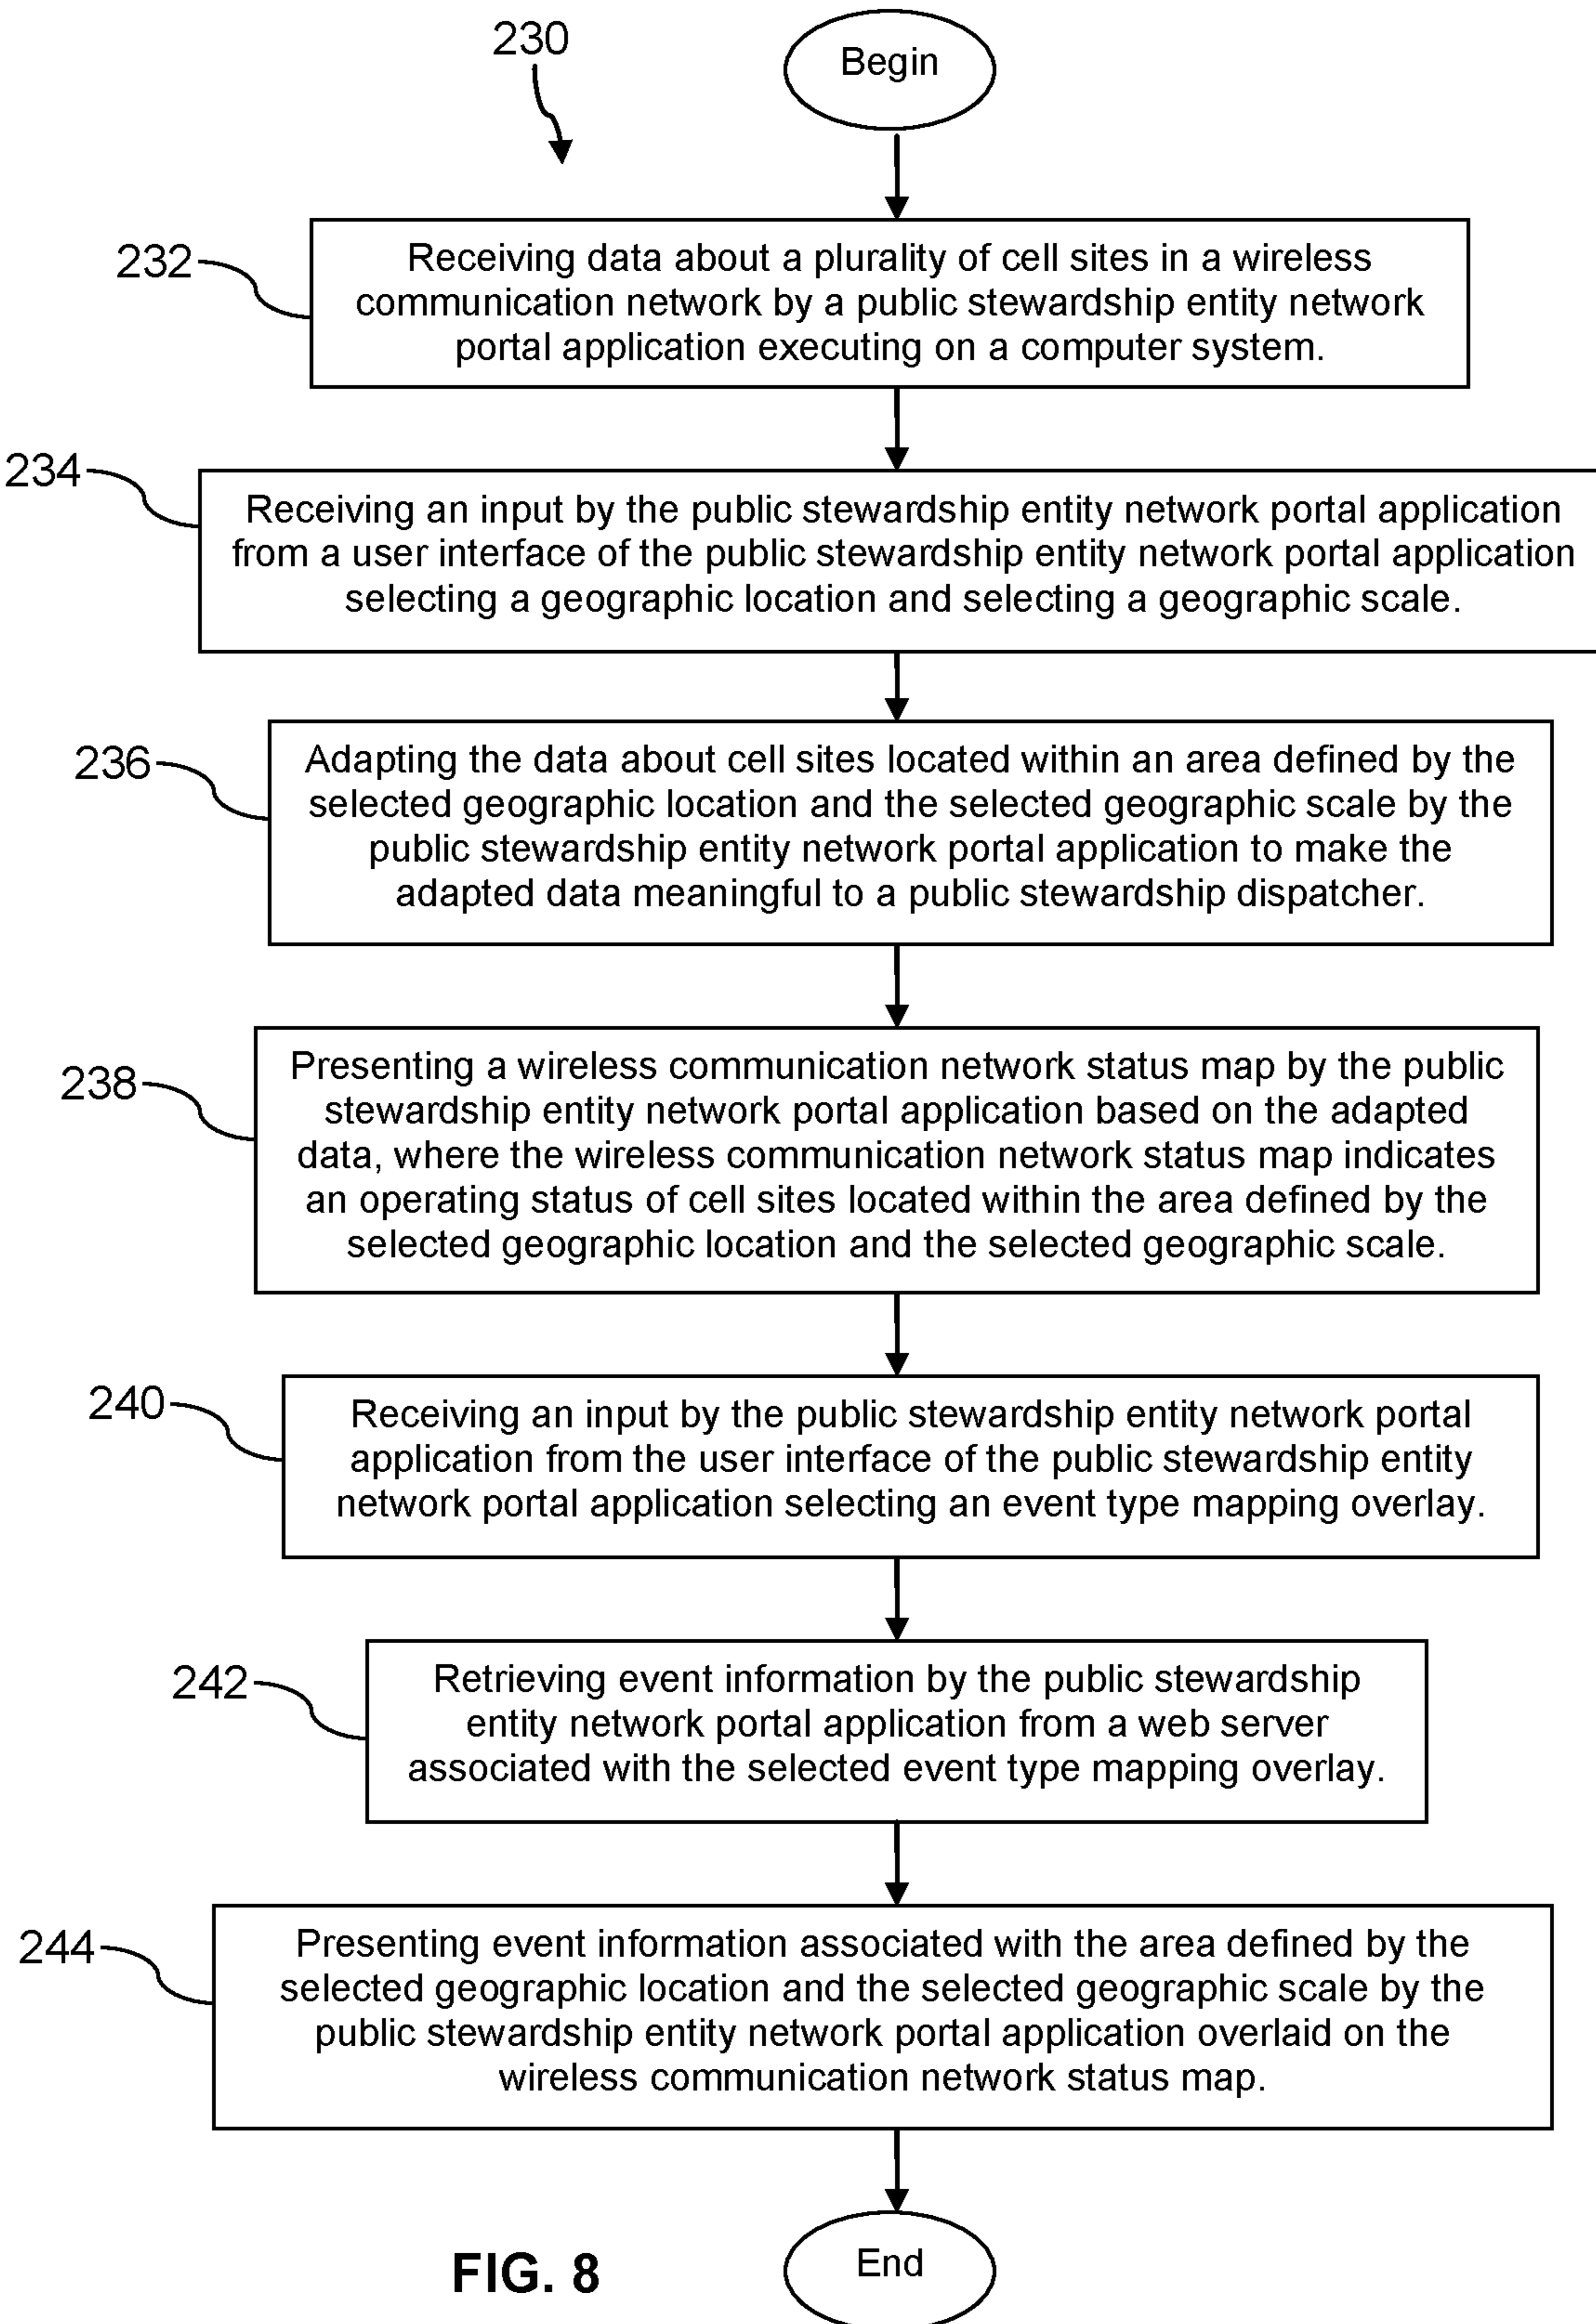 230
Begin
232
Receiving data about a plurality of cell sites in a wireless
communication network by a public stewardship entity network
portal application executing on a computer system.
234
Receiving an input by the public stewardship entity network portal application
from a user interface of the public stewardship entity network portal application
selecting a geographic location and selecting a geographic scale.
236
Adapting the data about cell sites located within an area defined by the
selected geographic location and the selected geographic scale by the
public stewardship entity network portal application to make the
adapted data meaningful to a public stewardship dispatcher.
238
Presenting a wireless communication network status map by the public
stewardship entity network portal application based on the adapted
data, where the wireless communication network status map indicates
an operating status of cell sites located within the area defined by the
selected geographic location and the selected geographic scale.
240
Receiving an input by the public stewardship entity network portal
application from the user interface of the public stewardship entity
network portal application selecting an event type mapping overlay.
242
Retrieving event information by the public stewardship
entity network portal application from a web server
associated with the selected event type mapping overlay.
244
Presenting event information associated with the area defined by the
selected geographic location and the selected geographic scale by the
public stewardship entity network portal application overlaid on the
wireless communication network status map.
End
FIG. 8